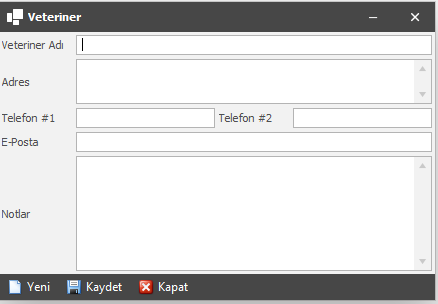 Veteriner
Veteriner Adı
Adres
Telefon #1 Telefon #2
E-Posta
Notlar
Yeni Kaydet Kapat